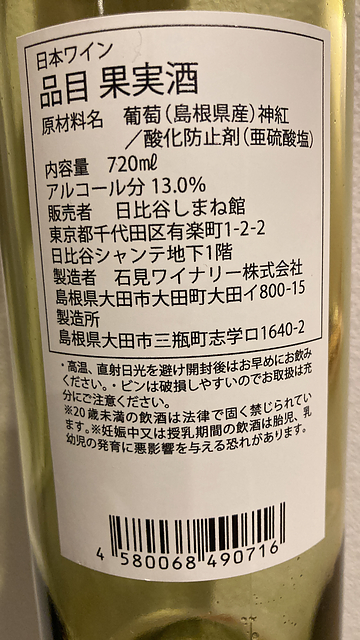 日本ワイン
品目 果実酒
原材料名　葡萄（島根県産）神紅
／酸化防止剤（亜硫酸塩）
内容量　720㎖
アルコール分 13.0%
販売者　日比谷しまね館
東京都千代田区有楽町1-2-2
日比谷シャンテ地下1階
製造者　石見ワイナリー株式会社
島根県大田市大田町大田イ800-15
製造所
島根県大田市三瓶町志学ロ1640-2
・高温、直射日光を避け開封後はお早めにお飲み
ください。・ビンは破損しやすいのでお取扱は充
分にご注意ください。
※20歳未満の飲酒は法律で固く禁じられてい
ます。※妊娠中又は授乳期間の飲酒は胎児、乳
幼児の発育に悪影響を与える恐れがあります。
4 580068 490716